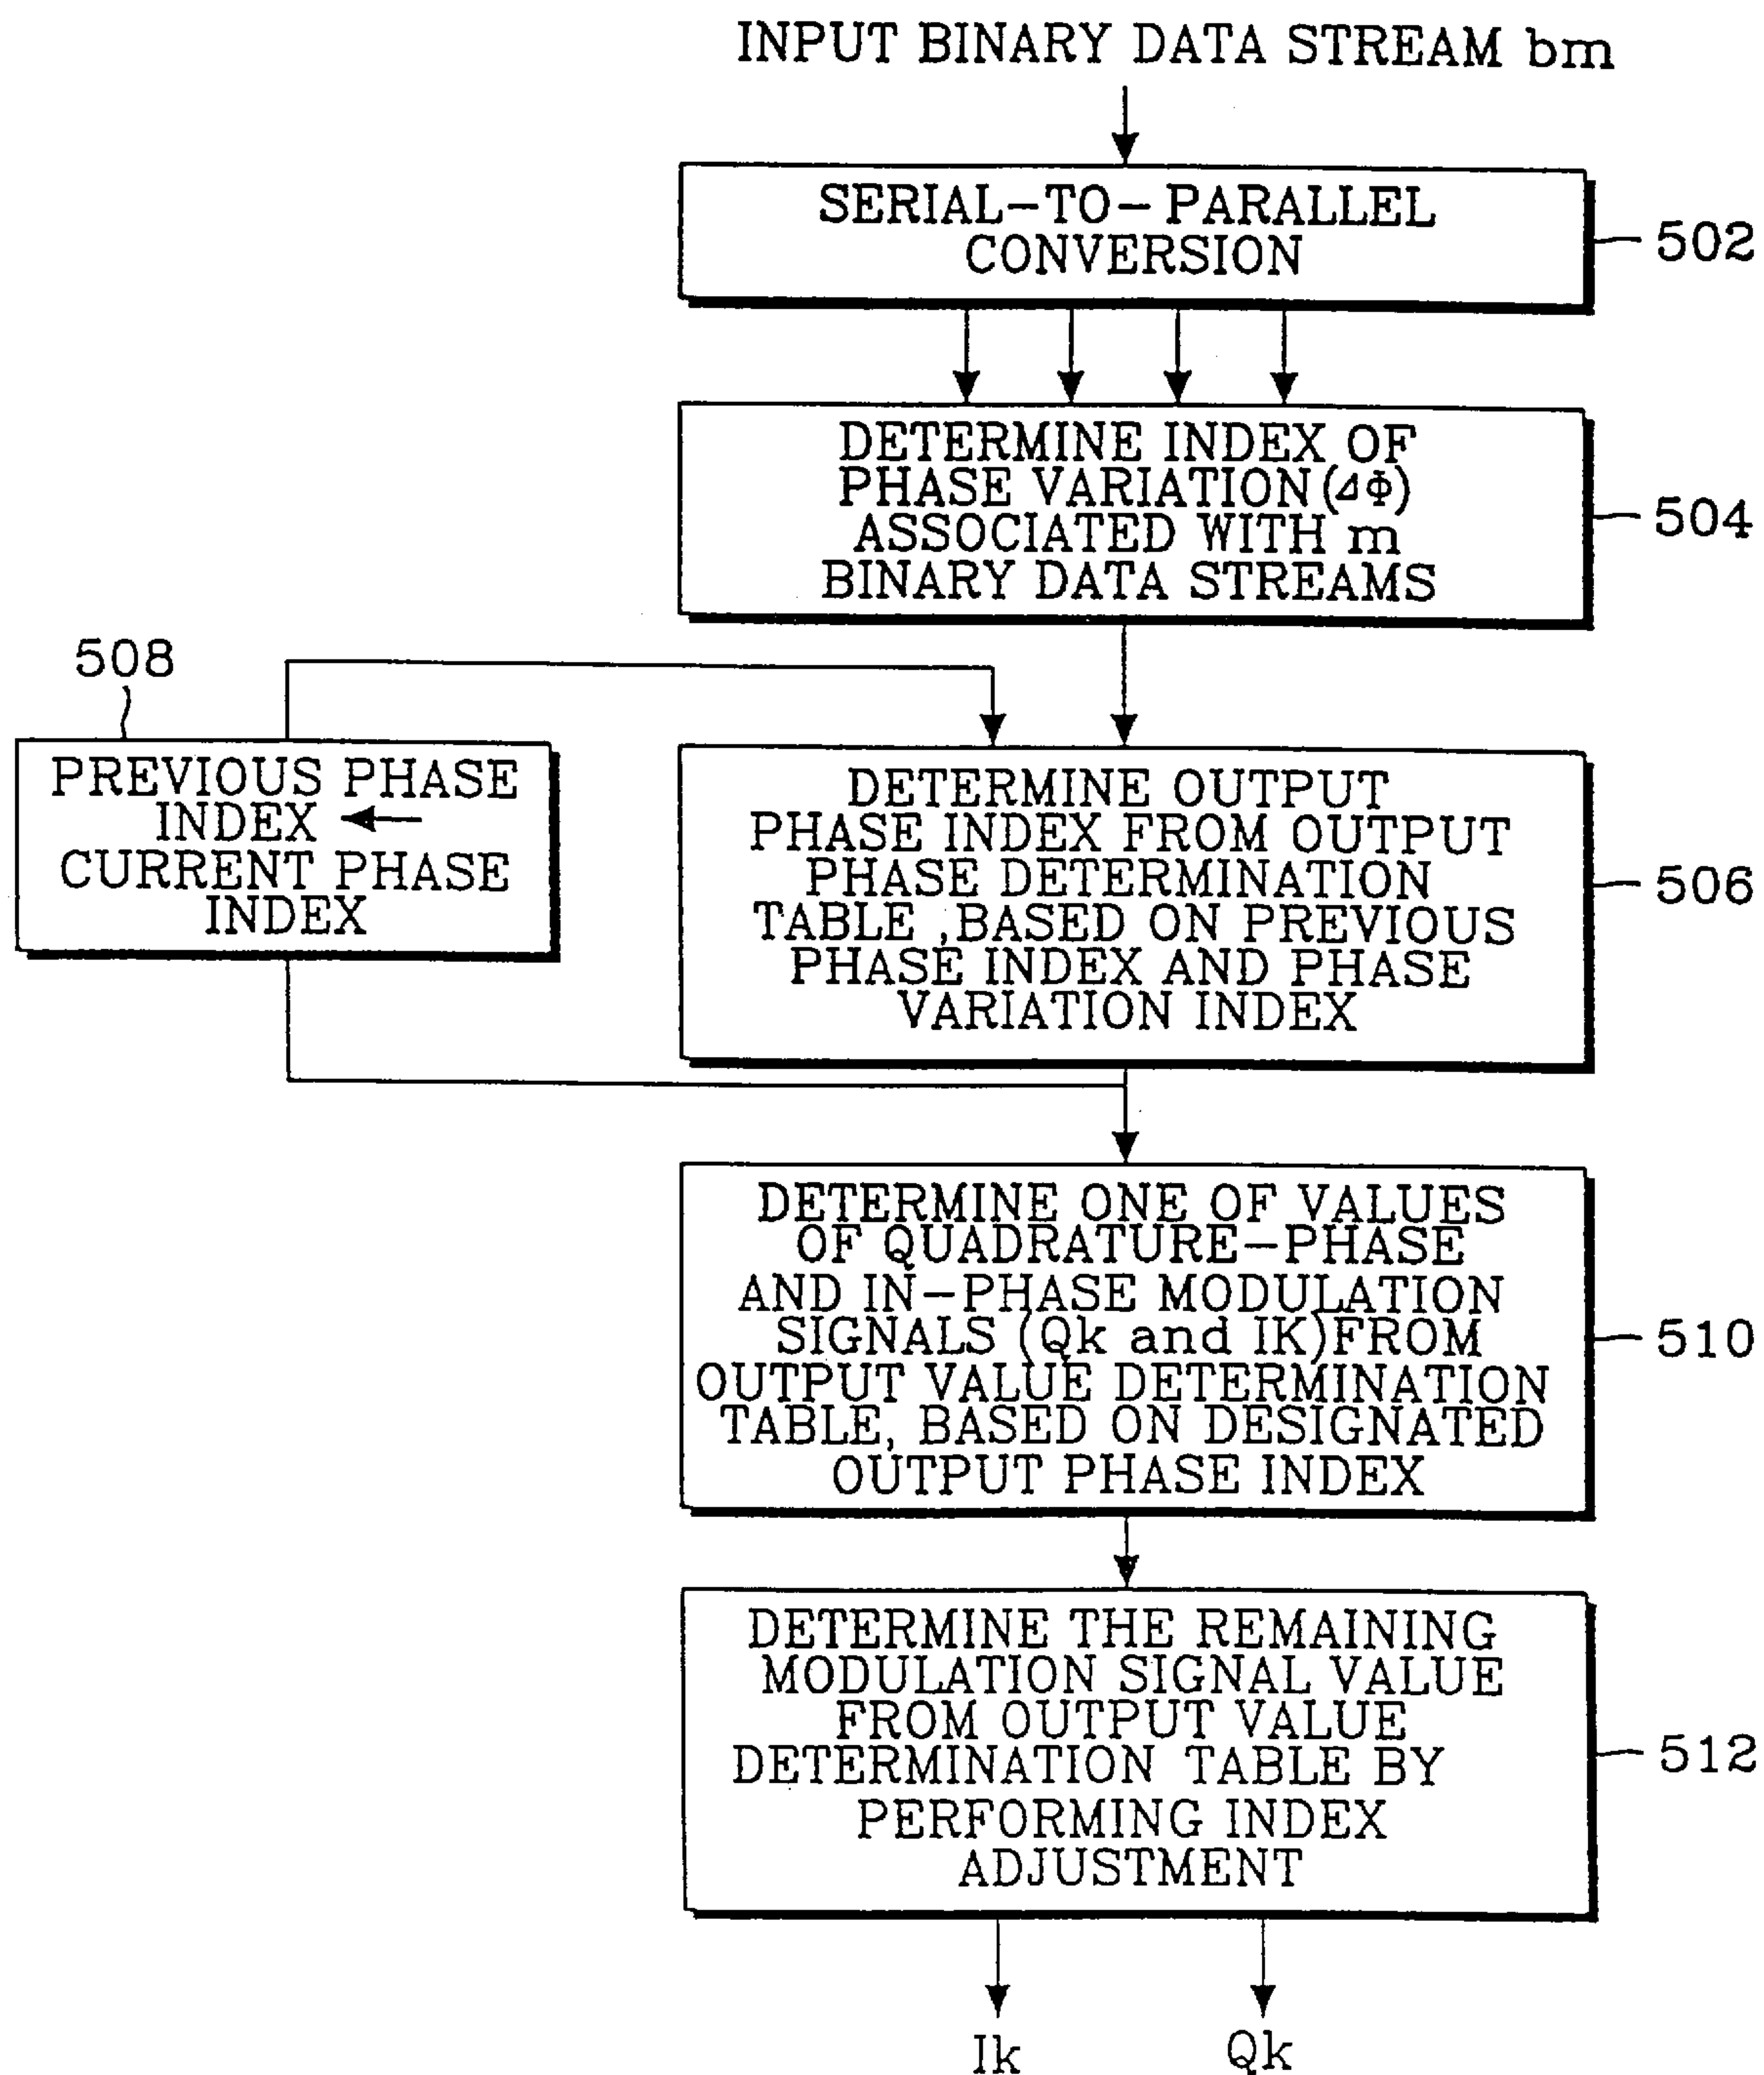 INPUT BINARY DATA STREAM bm
SERIAL-TO-PARALLEL
CONVERSION
502
DETERMINE INDEX OF
PHASE VARIATION(⊿Φ)
ASSOCIATED WITH m
BINARY DATA STREAMS
504
508
PREVIOUS PHASE
INDEX ←
CURRENT PHASE
INDEX
DETERMINE OUTPUT
PHASE INDEX FROM OUTPUT
PHASE DETERMINATION
TABLE ,BASED ON PREVIOUS
PHASE INDEX AND PHASE
VARIATION INDEX
506
DETERMINE ONE OF VALUES
OF QUADRATURE-PHASE
AND IN-PHASE MODULATION
SIGNALS (Qk and IK)FROM
OUTPUT VALUE DETERMINATION
TABLE, BASED ON DESIGNATED
OUTPUT PHASE INDEX
510
DETERMINE THE REMAINING
MODULATION SIGNAL VALUE
FROM OUTPUT VALUE
DETERMINATION TABLE BY
PERFORMING INDEX
ADJUSTMENT
512
Ik
Qk